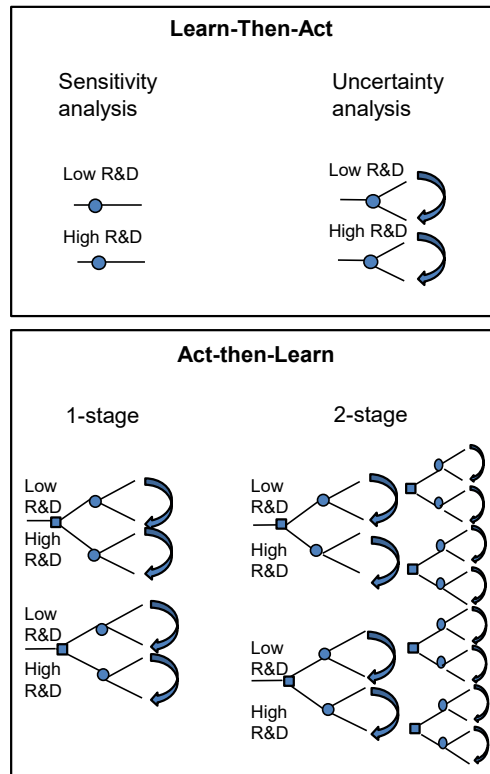 Learn-Then-Act
Sensitivity
analysis
Uncertainty
analysis
Low R&D
High R&D
Low R&D
High R&D
Act-then-Learn
1-stage
2-stage
Low
R&D
High
R&D
Low
R&D
High
R&D
Low
R&D
High
R&D
Low
R&D
High
R&D